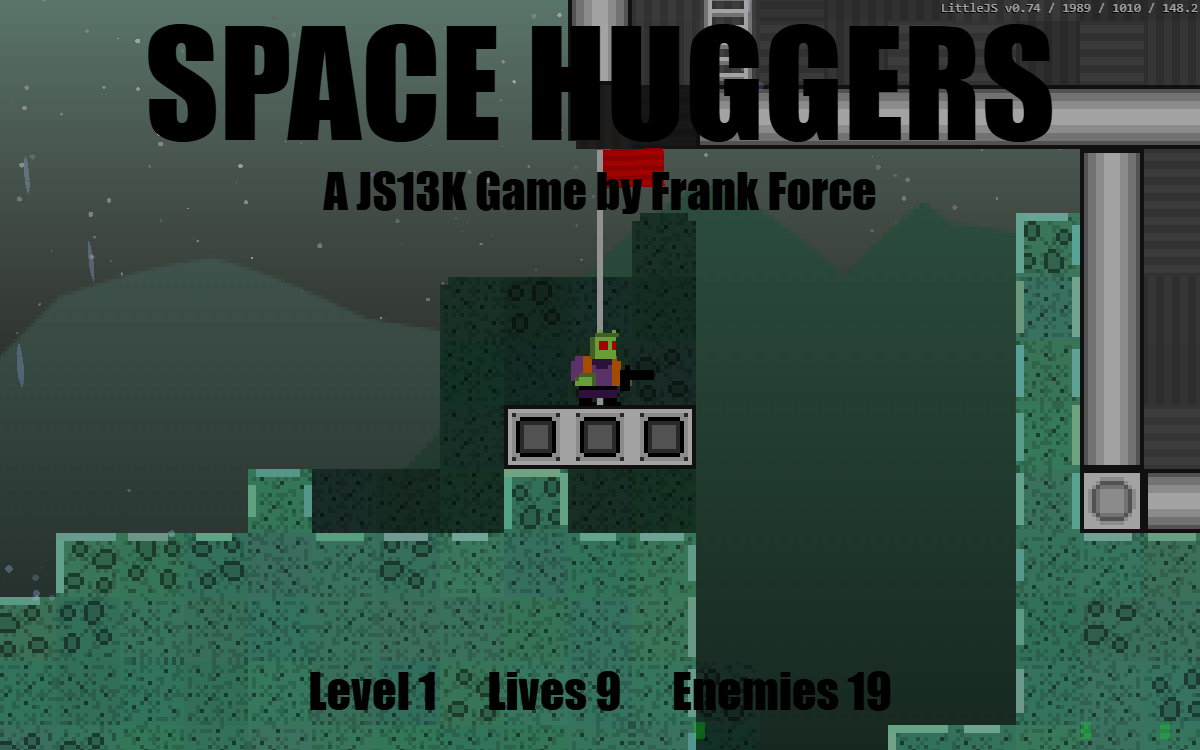 LittleJS v0.74 / 1989 / 1010 / 148.2
SPACE HUGGERS
A JS13K Game by Frank Force
Level 1 Lives 9 Enemies 19